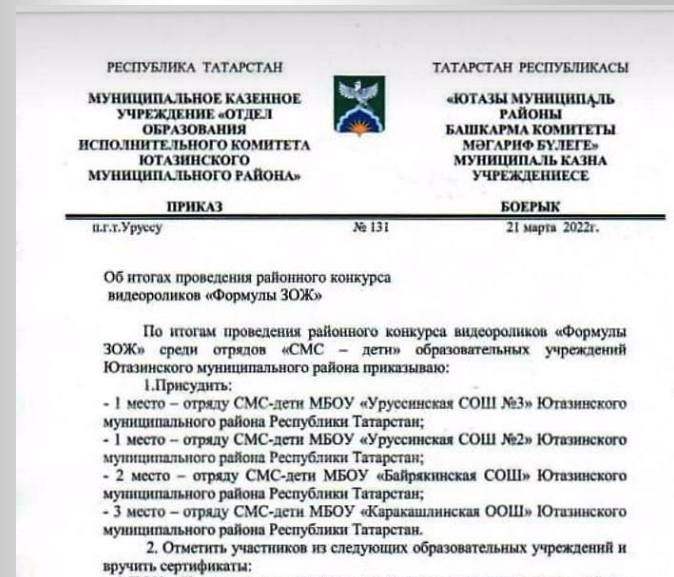 РЕСПУБЛИКА ТАТАРСТАН
МУНИЦИПАЛЬНОЕ КАЗЕННОЕ
УЧРЕЖДЕНИЕ «ОТДЕЛ
ОБРАЗОВАНИЯ
ИСПОЛНИТЕЛЬНОГО КОМИТЕТА
ЮТАЗИНСКОГО
МУНИЦИПАЛЬНОГО РАЙОНА»
ПРИКАЗ
ТАТАРСТАН РЕСПУБЛИКАСЫ
«ЮТАЗЫ МУНИЦИПАЛЬ
РАЙОНЫ
БАШКАРМА КОМИТЕТЫ
МӘГАРИФ БҮЛЕГЕ»
МУНИЦИПАЛЬ КАЗНА
УЧРЕЖДЕНИЕСЕ
БОЕРЫК
п.г.т.Уруссу № 131 21 марта 2022г.
Об итогах проведения районного конкурса
видеороликов «Формулы ЗОЖ»
По итогам проведения районного конкурса видеороликов «Формулы
ЗОЖ» среди отрядов «СМС – дети» образовательных учреждений
Ютазинского муниципального района приказываю:
1.Присудить:
- 1 место – отряду СМС-дети МБОУ «Уруссинская СОШ №3» Ютазинского
муниципального района Республики Татарстан;
- 1 место – отряду СМС-дети МБОУ «Уруссинская СОШ №2» Ютазинского
муниципального района Республики Татарстан;
- 2 место – отряду СМС-дети МБОУ «Байрякинская СОШ» Ютазинского
муниципального района Республики Татарстан;
- 3 место – отряду СМС-дети МБОУ «Каракашлинская ООШ» Ютазинского
муниципального района Республики Татарстан.
2. Отметить участников из следующих образовательных учреждений и
вручить сертификаты: